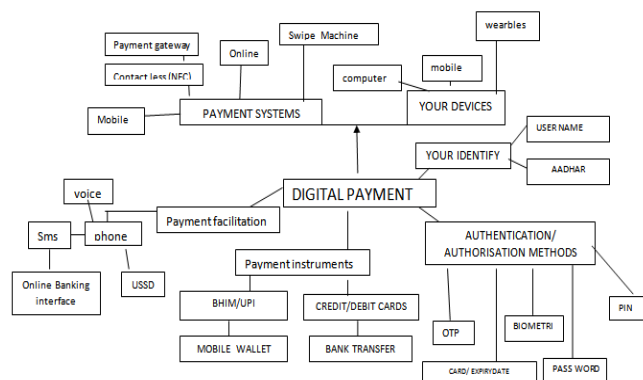 wearbles
Swipe Machine
Payment gateway
Online
mobile
Contact less (NFC)
computer
Mobile
PAYMENT SYSTEMS
YOUR DEVICES
USER NAME
YOUR IDENTIFY
AADHAR
voice
DIGITAL PAYMENT
Payment facilitation
Sms
phone
AUTHENTICATION/
AUTHORISATION METHODS
Payment instruments
Online Banking
interface
USSD
BHIM/UPI
CREDIT/DEBIT CARDS
PIN
OTP
BIOMETRI
MOBILE WALLET
BANK TRANSFER
CARD/ EXPIRYDATE
PASS WORD